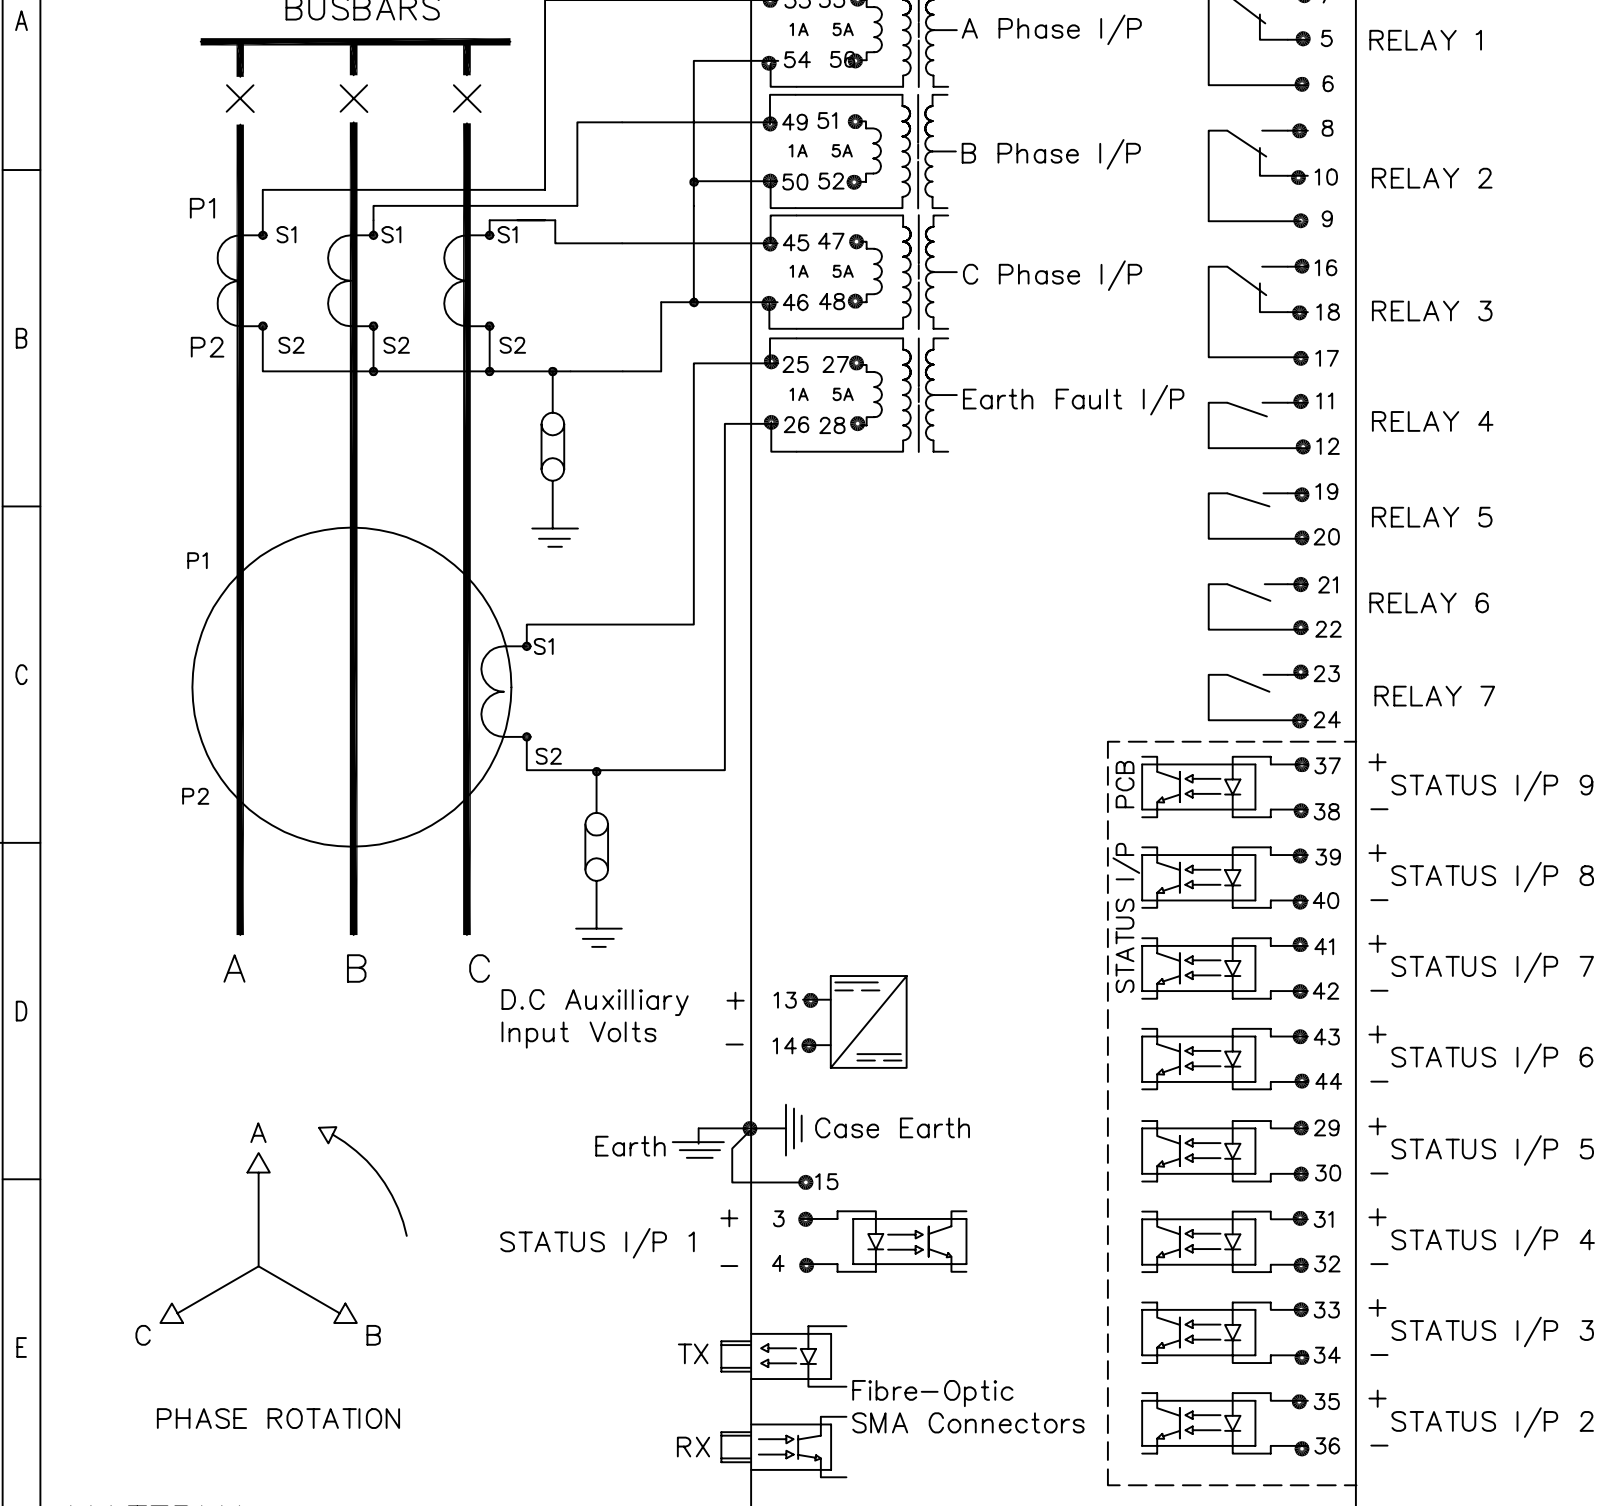 A
BUSBARS
53 53
1A 5A
54 56
A Phase I/P
5
6
RELAY 1
49 51
1A 5A
50 52
B Phase I/P
8
10
9
RELAY 2
P1
S1 S1 S1
P2
S2 S2 S2
B
45 47
1A 5A
46 48
C Phase I/P
16
18
17
RELAY 3
25 27
1A 5A
26 28
Earth Fault I/P
11
12
RELAY 4
19
20
RELAY 5
21
22
RELAY 6
23
24
RELAY 7
P1
S1
C
S2
P2
A B C
STATUS I/P PCB
37 +
38 −
STATUS I/P 9
39 +
40 −
STATUS I/P 8
41 +
42 −
STATUS I/P 7
43 +
44 −
STATUS I/P 6
29 +
30 −
STATUS I/P 5
31 +
32 −
STATUS I/P 4
33 +
34 −
STATUS I/P 3
35 +
36 −
STATUS I/P 2
D
D.C Auxilliary
Input Volts
+ 13
− 14
Earth
Case Earth
15
STATUS I/P 1
+ 3
− 4
A
C B
PHASE ROTATION
E
TX
Fibre-Optic
SMA Connectors
RX